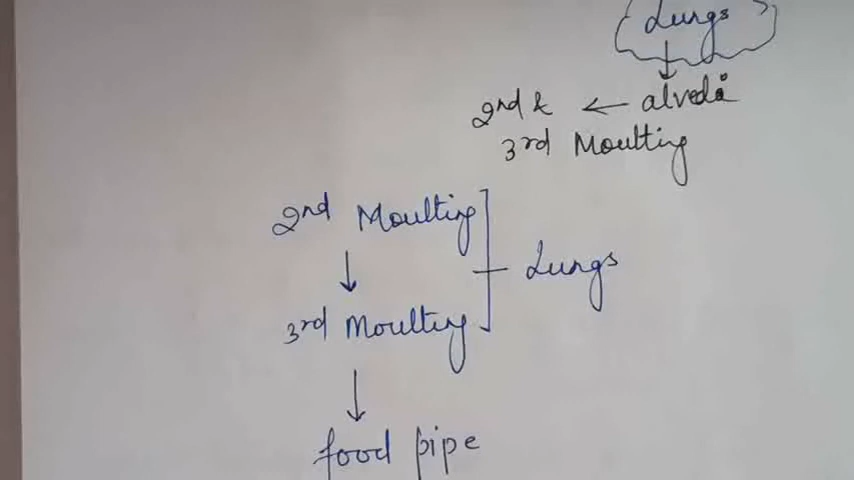 Lungs
2nd & ← alveoli
3rd Moulting
2nd Moulting
↓
3rd Moulting
Lungs
↓
food pipe